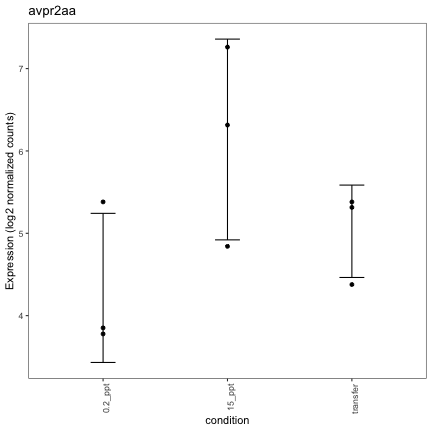 avpr2aa
Expression (log2 normalized counts)
7
6
5
4
0.2_ppt
15_ppt
transfer
condition